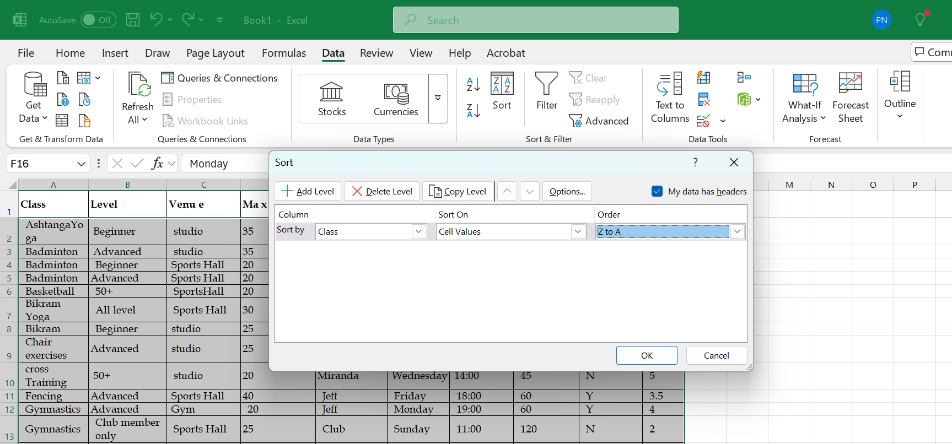 AutoSave Off Book1 - Excel Search PN
File Home Insert Draw Page Layout Formulas Data Review View Help Acrobat Comm
Get Data Refresh All Queries & Connections Properties Workbook Links Stocks Currencies Sort Filter Clear Reapply Advanced Text to Columns What-If Analysis Forecast Sheet Outline
Get & Transform Data Queries & Connections Data Types Sort & Filter Data Tools Forecast
F16 fx Monday
Sort ? X
Add Level Delete Level Copy Level Options... My data has headers
Column Sort On Order
Sort by Class Cell Values Z to A
OK Cancel
A B C M N O P
1 Class Level Venu e Ma x
2 AshtangaYo ga Beginner studio 35
3 Badminton Advanced studio 35
4 Badminton Beginner Sports Hall 20
5 Badminton Advanced Sports Hall 20
6 Basketball 50+ SportsHall 20
7 Bikram Yoga All level Sports Hall 30
8 Bikram Beginner studio 25
9 Chair exercises Advanced studio 25
10 cross Training 50+ studio 20 Miranda Wednesday 14:00 45 N 5
11 Fencing Advanced Sports Hall 40 Jeff Friday 18:00 60 Y 3.5
12 Gymnastics Advanced Gym 20 Jeff Monday 19:00 60 Y 4
13 Gymnastics Club member only Sports Hall 25 Club Sunday 11:00 120 N 2